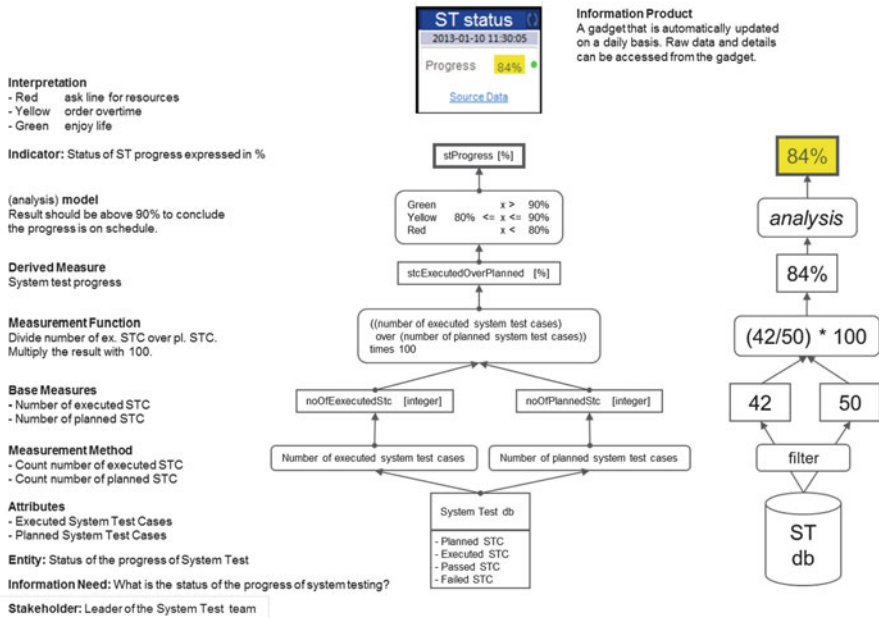 ST status
2013-01-10 11:30:05
Progress 84%
Source Data
Information Product
A gadget that is automatically updated
on a daily basis. Raw data and details
can be accessed from the gadget.
Interpretation
- Red ask line for resources
- Yellow order overtime
- Green enjoy life
Indicator: Status of ST progress expressed in %
stProgress [%]
84%
(analysis) model
Result should be above 90% to conclude
the progress is on schedule.
Green x > 90%
Yellow 80% <= x <= 90%
Red x < 80%
analysis
Derived Measure
System test progress
stcExecutedOverPlanned [%]
84%
Measurement Function
Divide number of ex. STC over pl. STC.
Multiply the result with 100.
((number of executed system test cases)
over (number of planned system test cases))
times 100
(42/50) * 100
Base Measures
- Number of executed STC
- Number of planned STC
noOfEexecutedStc [integer]
noOfPlannedStc [integer]
42
50
Measurement Method
- Count number of executed STC
- Count number of planned STC
Number of executed system test cases
Number of planned system test cases
filter
Attributes
- Executed System Test Cases
- Planned System Test Cases
System Test db
- Planned STC
- Executed STC
- Passed STC
- Failed STC
ST
db
Entity: Status of the progress of System Test
Information Need: What is the status of the progress of system testing?
Stakeholder: Leader of the System Test team